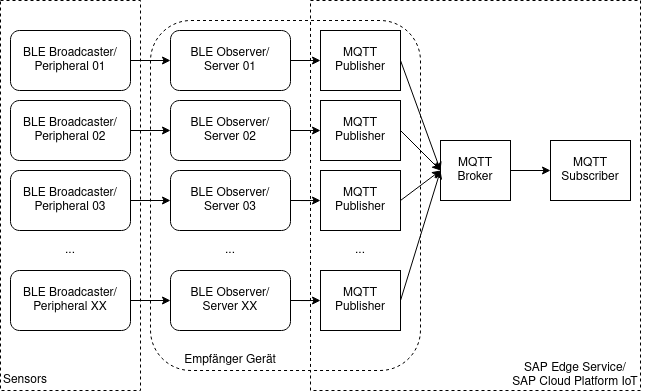 BLE Broadcaster/
Peripheral 01
BLE Observer/
Server 01
MQTT
Publisher
BLE Broadcaster/
Peripheral 02
BLE Observer/
Server 02
MQTT
Publisher
MQTT
Broker
MQTT
Subscriber
BLE Broadcaster/
Peripheral 03
BLE Observer/
Server 03
MQTT
Publisher
...
...
...
BLE Broadcaster/
Peripheral XX
BLE Observer/
Server XX
MQTT
Publisher
Empfänger Gerät
Sensors
SAP Edge Service/
SAP Cloud Platform IoT